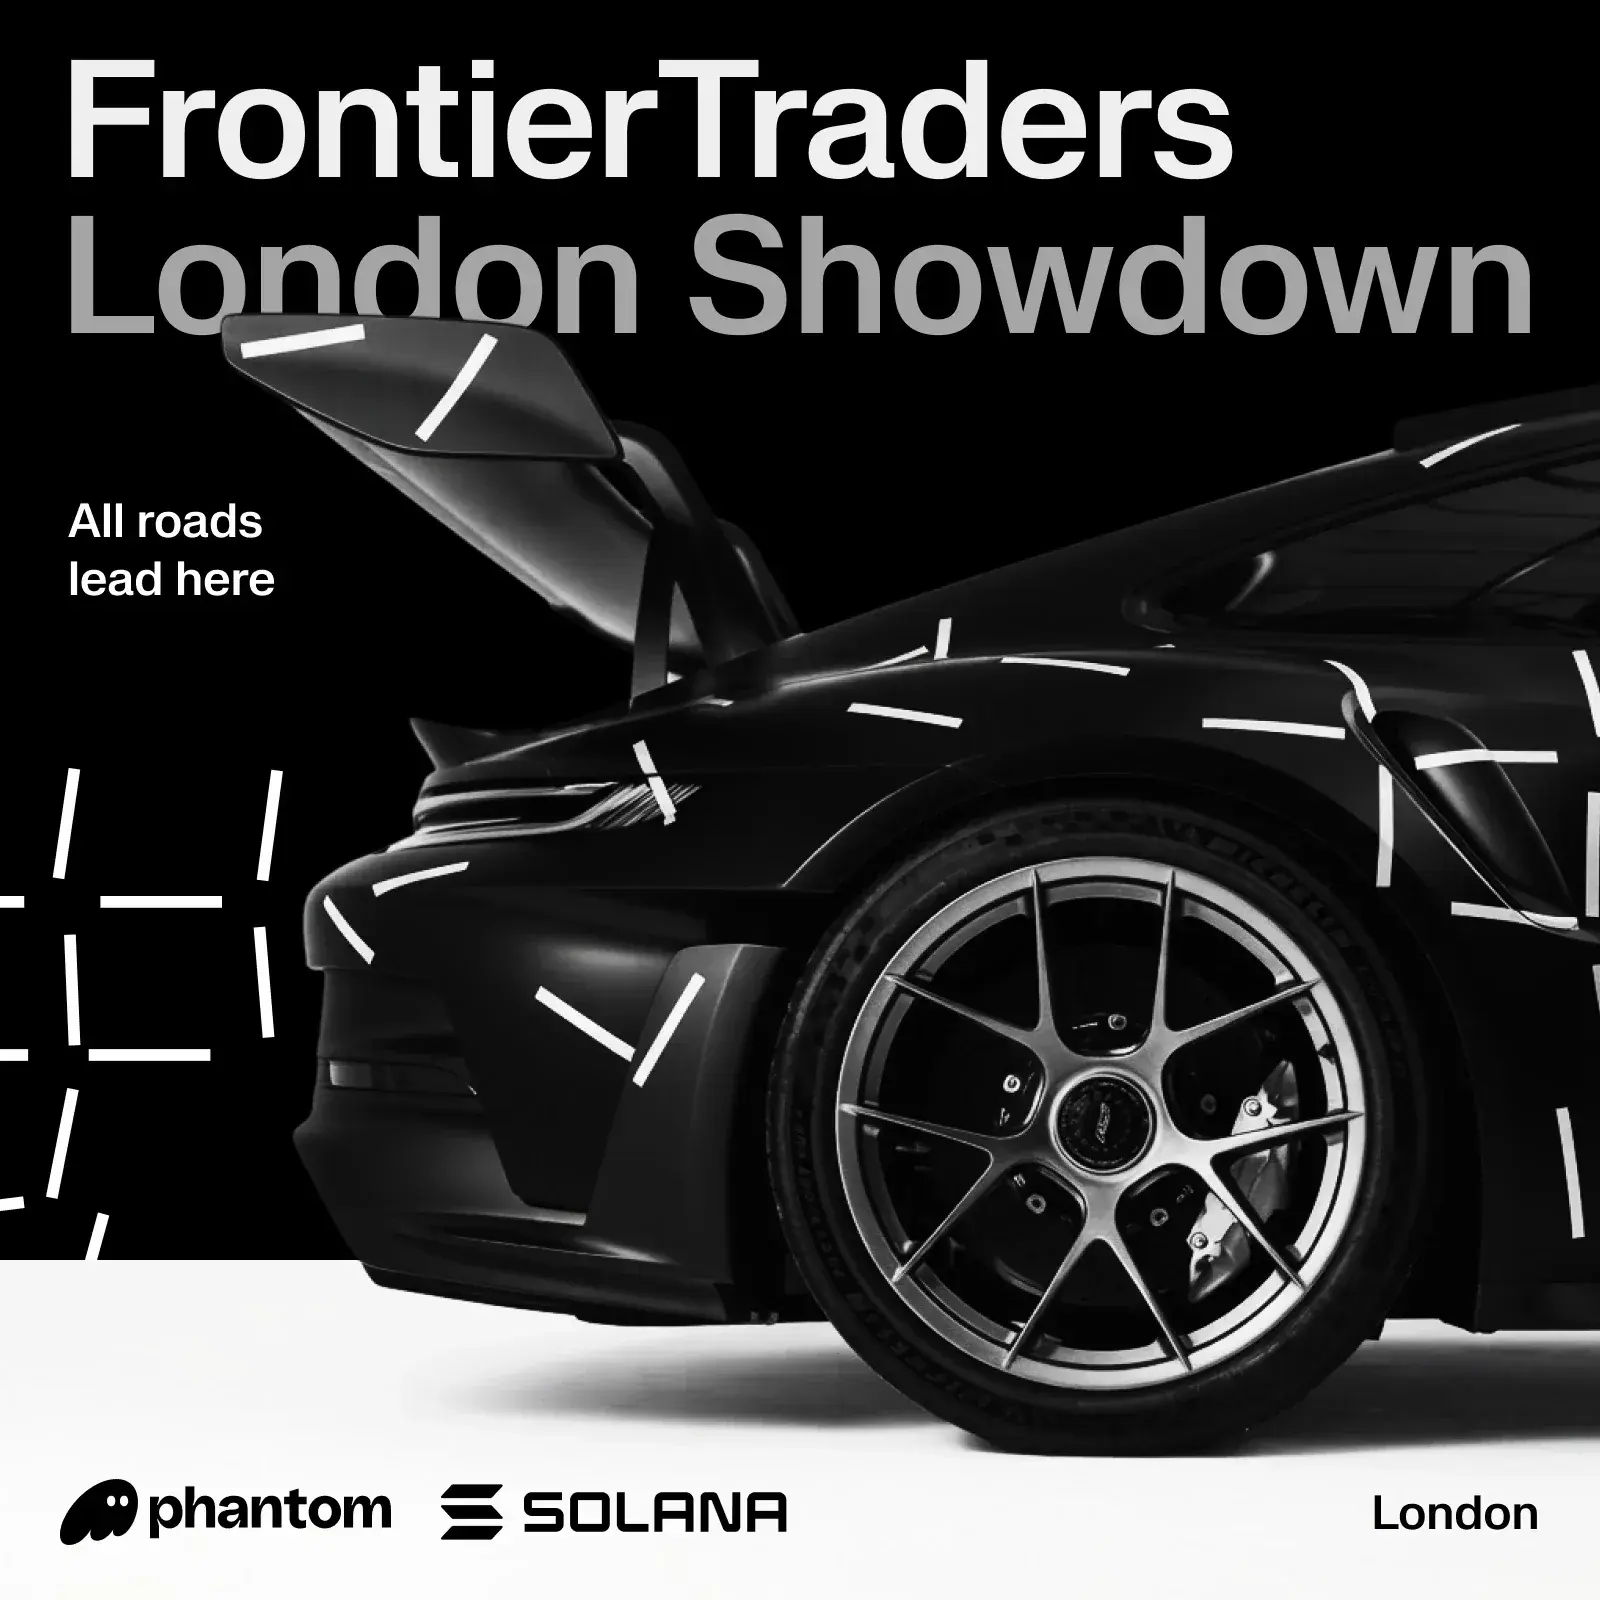 FrontierTraders
London Showdown
All roads
lead here
phantom
SOLANA
London